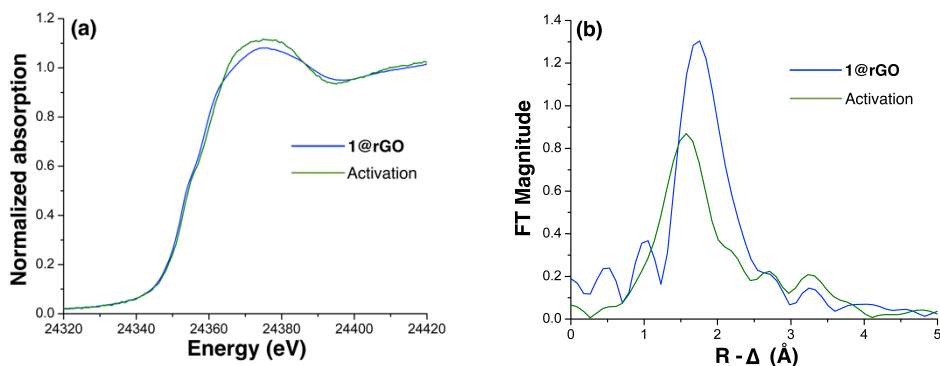 (a)
1.2
1.0
0.8
0.6
0.4
0.2
0.0
Normalized absorption
1@rGO
Activation
24320 24340 24360 24380 24400 24420
Energy (eV)
(b)
1.4
1.2
1.0
0.8
0.6
0.4
0.2
0.0
FT Magnitude
1@rGO
Activation
0 1 2 3 4 5
R - Δ (Å)